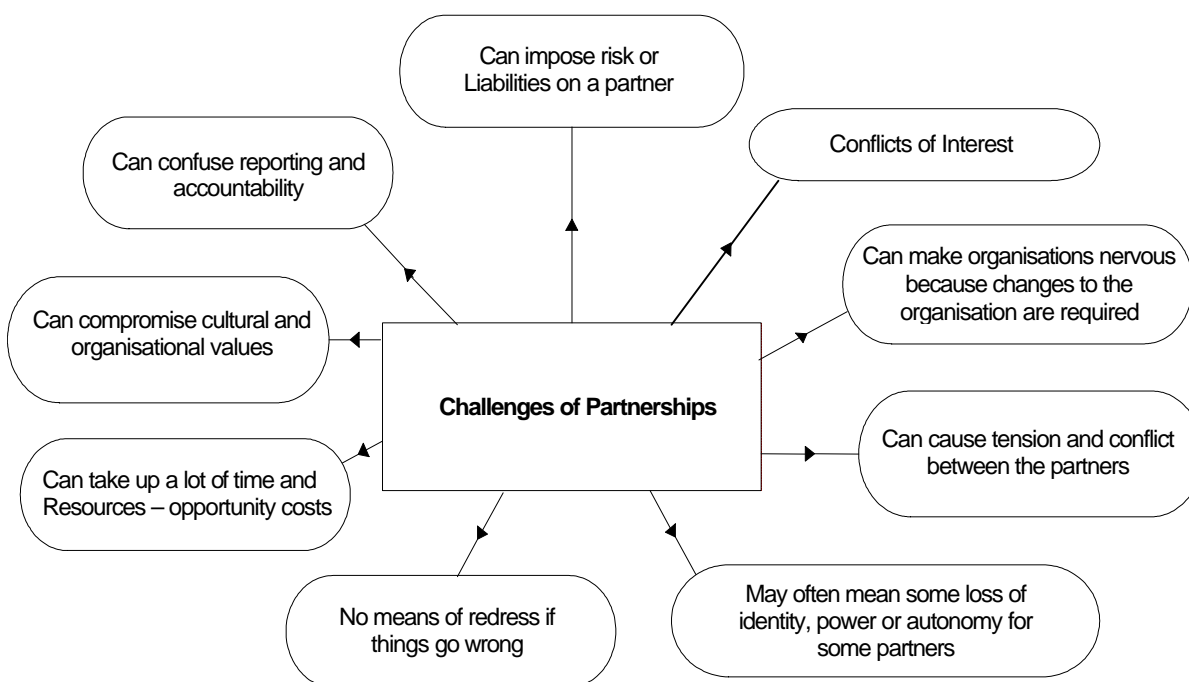 Can impose risk or
Liabilities on a partner
Conflicts of Interest
Can confuse reporting and
accountability
Can make organisations nervous
because changes to the
organisation are required
Can compromise cultural and
organisational values
Challenges of Partnerships
Can cause tension and conflict
between the partners
Can take up a lot of time and
Resources – opportunity costs
No means of redress if
things go wrong
May often mean some loss of
identity, power or autonomy for
some partners